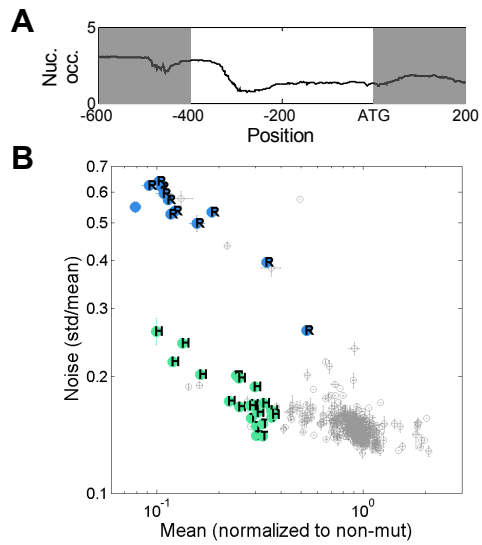 A
Nuc.
occ.
5
0
-600
-400
-200
ATG
200
Position
B
Noise (std/mean)
0.7
0.6
0.5
0.4
0.3
0.2
0.1
R
R
R
R
R
R
R
R
R
H
H
H
H
H
H
H
H
H
H
H
T
T
10⁻¹
10⁰
Mean (normalized to non-mut)